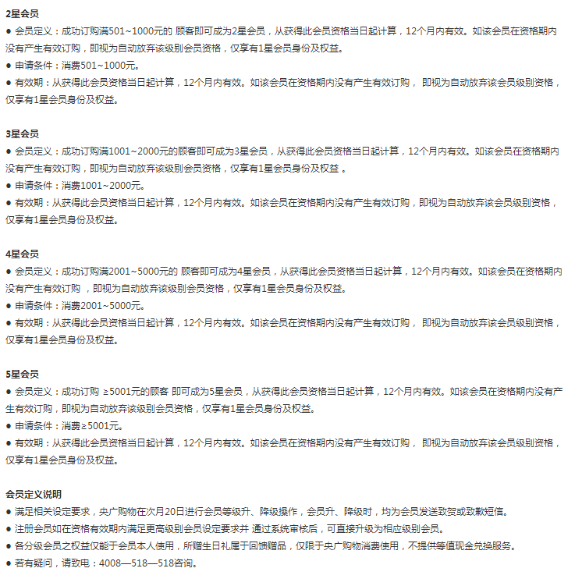 2星会员
● 会员定义：成功订购满501~1000元的 顾客即可成为2星会员，从获得此会员资格当日起计算，12个月内有效。如该会员在资格期内
没有产生有效订购，即视为自动放弃该级别会员资格，仅享有1星会员身份及权益。
● 申请条件：消费501~1000元。
● 有效期：从获得此会员资格当日起计算，12个月内有效。如该会员在资格期内没有产生有效订购， 即视为自动放弃该会员级别资格，
仅享有1星会员身份及权益。
3星会员
● 会员定义：成功订购满1001~2000元的顾客即可成为3星会员，从获得此会员资格当日起计算，12个月内有效。如该会员在资格期内
没有产生有效订购，即视为自动放弃该级别会员资格，仅享有1星会员身份及权益 。
● 申请条件：消费1001~2000元。
● 有效期：从获得此会员资格当日起计算，12个月内有效。如该会员在资格期内没有产生有效订购，即视为自动放弃该会员级别资格，
仅享有1星会员身份及权益。
4星会员
● 会员定义：成功订购满2001~5000元的 顾客即可成为4星会员，从获得此会员资格当日起计算，12个月内有效。如该会员在资格期内
没有产生有效订购 ，即视为自动放弃该级别会员资格，仅享有1星会员身份及权益。
● 申请条件：消费2001~5000元。
● 有效期：从获得此会员资格当日起计算，12个月内有效。如该会员在资格期内没有产生有效订购， 即视为自动放弃该会员级别资格，
仅享有1星会员身份及权益。
5星会员
● 会员定义：成功订购 ≥5001元的顾客 即可成为5星会员，从获得此会员资格当日起计算，12个月内有效。如该会员在资格期内没有产
生有效订购，即视为自动放弃该级别会员资格，仅享有1星会员身份及权益。
● 申请条件：消费≥5001元。
● 有效期：从获得此会员资格当日起计算，12个月内有效。如该会员在资格期内没有产生有效订购， 即视为自动放弃该会员级别资格，
仅享有1星会员身份及权益。
会员定义说明
● 满足相关设定要求，央广购物在次月20日进行会员等级升、降级操作，会员升、降级时，均为会员发送致贺或致歉短信。
● 注册会员如在资格有效期内满足更高级别会员设定要求并 通过系统审核后，可直接升级为相应级别会员。
● 各分级会员之权益仅能于会员本人使用，所赠生日礼属于回馈赠品，仅限于央广购物消费使用，不提供等值现金兑换服务。
● 若有疑问，请致电：4008—518—518咨询。